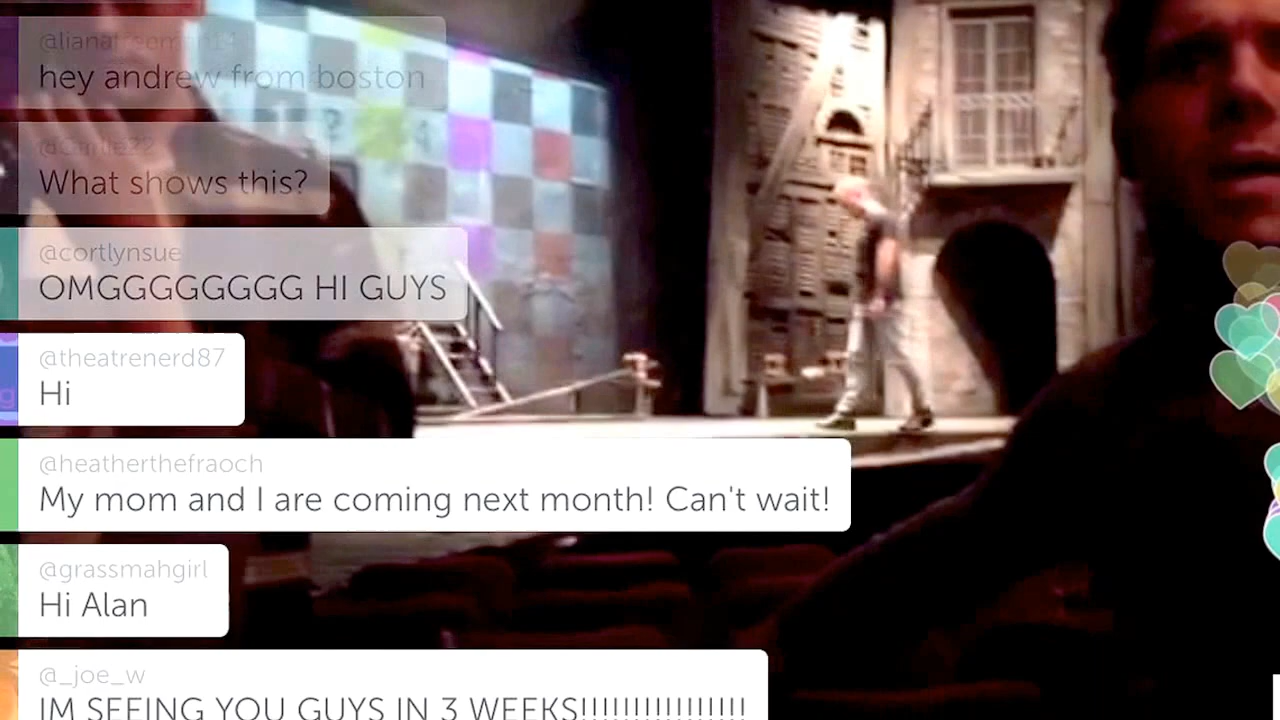 hey andrew from boston
What shows this?
@cortlynsue
OMGGGGGGGG HI GUYS
@theatrenerd87
Hi
@heatherthefraoch
My mom and I are coming next month! Can't wait!
@grassmahgirl
Hi Alan
@_joe_w
IM SEEING YOU GUYS IN 3 WEEKS!!!!!!!!!!!!!!!!